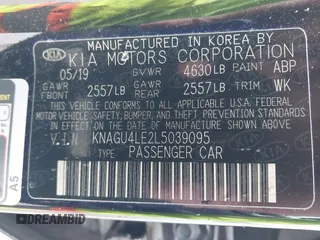 MANUFACTURED IN KOREA BY
KIA KIA MOTORS CORPORATION
05/19 GVWR 4630LB PAINT ABP
GAWR FRONT 2557LB GAWR REAR 2557LB TRIM WK
THIS VEHICLE CONFORMS TO ALL APPLICABLE U.S. FEDERAL MOTOR
VEHICLE SAFETY, BUMPER, AND THEFT PREVENTION STANDARDS
IN EFFECT ON THE DATE OF MANUFACTURE SHOWN ABOVE.
V.I.N KNAGU4LE2L5039095
PASSENGER CAR
A5
DREAMBID